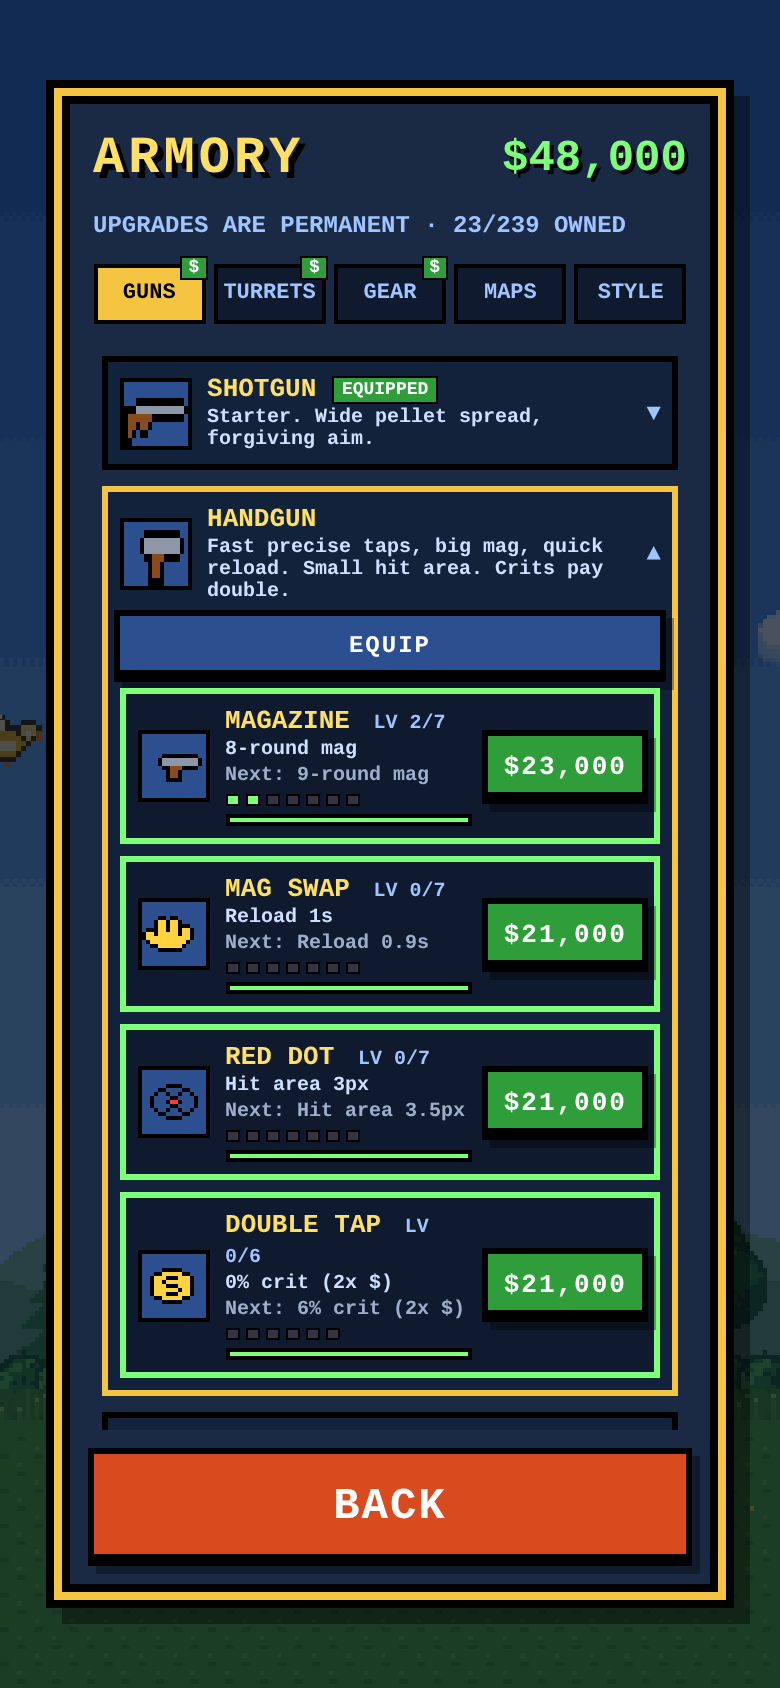 ARMORY $48,000
UPGRADES ARE PERMANENT · 23/239 OWNED
$ $ $
GUNS TURRETS GEAR MAPS STYLE
SHOTGUN EQUIPPED
Starter. Wide pellet spread,
forgiving aim.
▼
HANDGUN
Fast precise taps, big mag, quick
reload. Small hit area. Crits pay
double.
▲
EQUIP
MAGAZINE LV 2/7
8-round mag
Next: 9-round mag
$23,000
MAG SWAP LV 0/7
Reload 1s
Next: Reload 0.9s
$21,000
RED DOT LV 0/7
Hit area 3px
Next: Hit area 3.5px
$21,000
DOUBLE TAP LV
0/6
0% crit (2x $)
Next: 6% crit (2x $)
$21,000
BACK